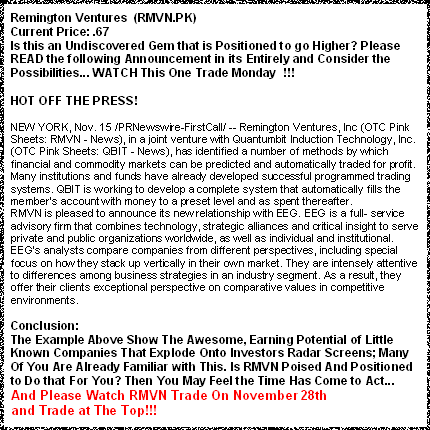 Remington Ventures (RMVN.PK)
Current Price: .67
Is this an Undiscovered Gem that is Positioned to go Higher? Please
READ the following Announcement in its Entirely and Consider the
Possibilities... WATCH This One Trade Monday !!!
HOT OFF THE PRESS!
NEW YORK, Nov. 15 /PRNewswire-FirstCall/ -- Remington Ventures, Inc (OTC Pink
Sheets: RMVN - News), in a joint venture with Quantumbit Induction Technology, Inc.
(OTC Pink Sheets: QBIT - News), has identified a number of methods by which
financial and commodity markets can be predicted and automatically traded for profit.
Many institutions and funds have already developed successful programmed trading
systems. QBIT is working to develop a complete system that automatically fills the
member's account with money to a preset level and as spent thereafter.
RMVN is pleased to announce its new relationship with EEG. EEG is a full- service
advisory firm that combines technology, strategic alliances and critical insight to serve
private and public organizations worldwide, as well as individual and institutional.
EEG's analysts compare companies from different perspectives, including special
focus on how they stack up vertically in their own market. They are intensely attentive
to differences among business strategies in an industry segment. As a result, they
offer their clients exceptional perspective on comparative values in competitive
environments.
Conclusion:
The Example Above Show The Awesome, Earning Potential of Little
Known Companies That Explode Onto Investors Radar Screens; Many
Of You Are Already Familiar with This. Is RMVN Poised And Positioned
to Do that For You? Then You May Feel the Time Has Come to Act...
And Please Watch RMVN Trade On November 28th
and Trade at The Top!!!